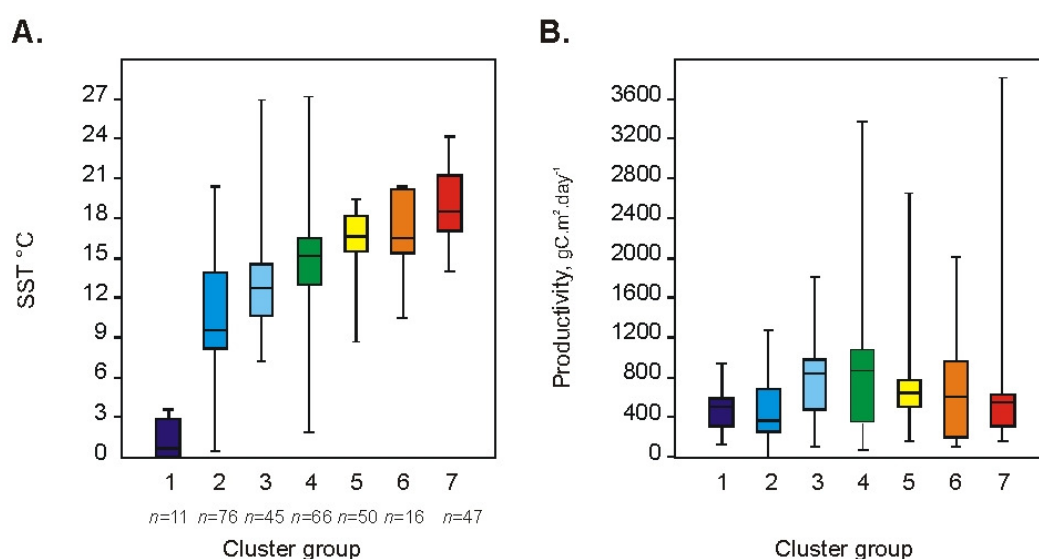 A.
B.
SST °C
27
24
21
18
15
12
9
6
3
0
1 2 3 4 5 6 7
n=11 n=76 n=45 n=66 n=50 n=16 n=47
Cluster group
Productivity, gC.m².day⁻¹
3600
3200
2800
2400
2000
1600
1200
800
400
0
1 2 3 4 5 6 7
Cluster group